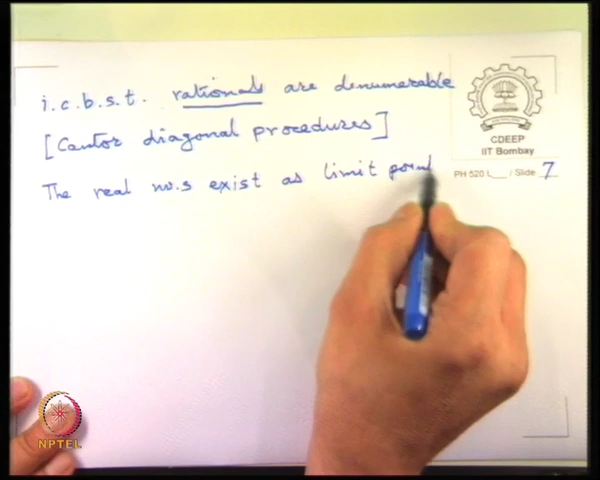 i.c.b.s.t. rationals are denumerable
[Cantor diagonal procedures]
The real no.s exist as limit point
CDEEP
IIT Bombay
PH 520 L__ / Slide 7
NPTEL